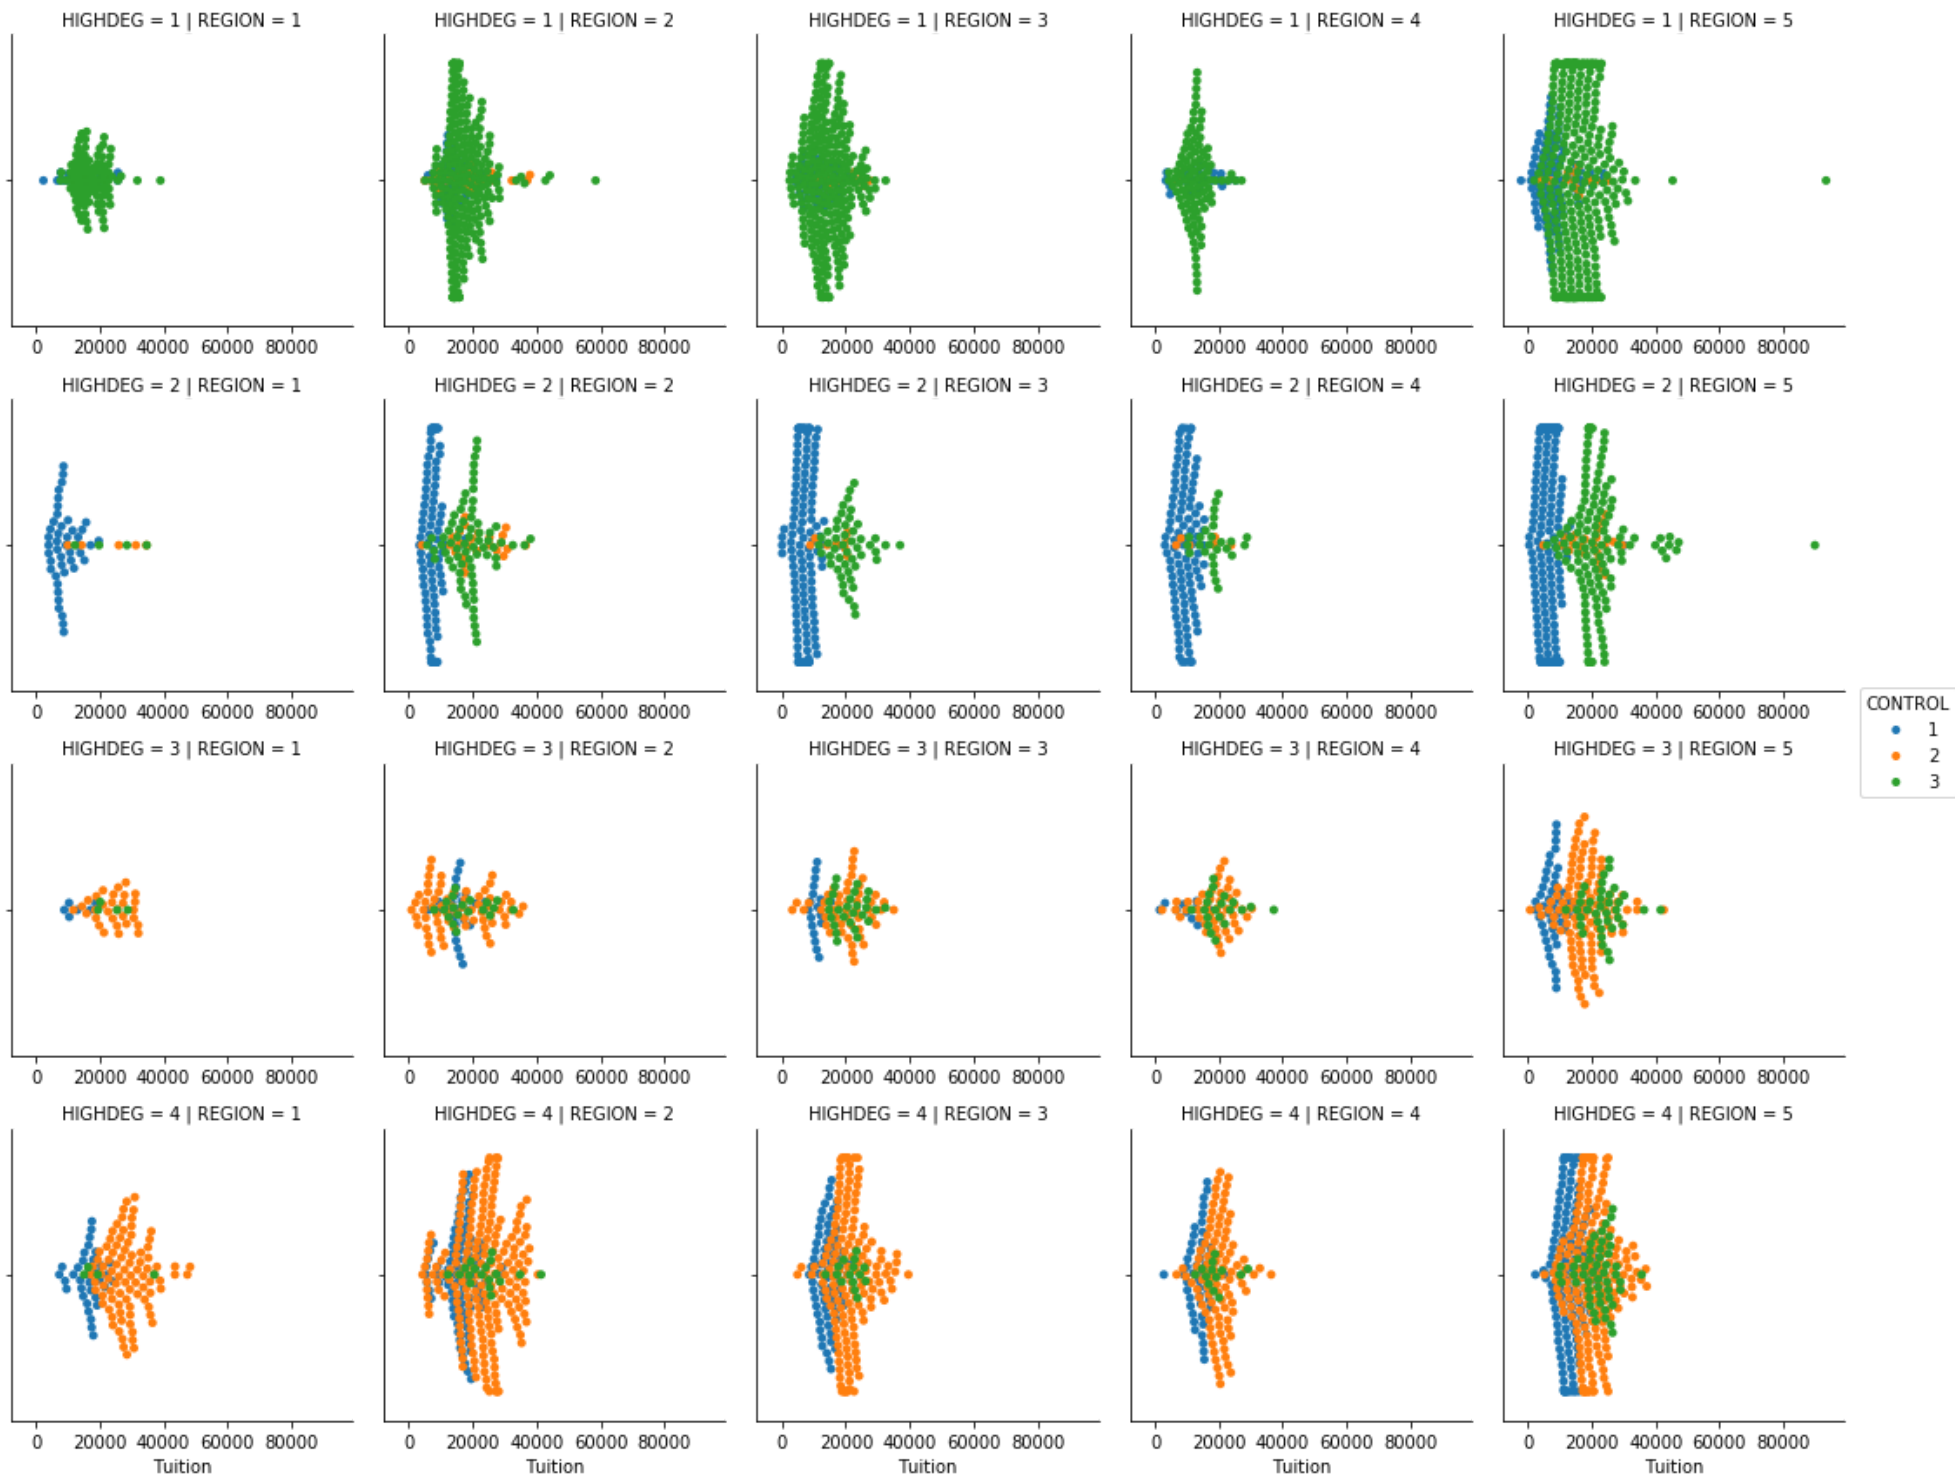 HIGHDEG = 1 | REGION = 1
HIGHDEG = 1 | REGION = 2
HIGHDEG = 1 | REGION = 3
HIGHDEG = 1 | REGION = 4
HIGHDEG = 1 | REGION = 5
0 20000 40000 60000 80000
0 20000 40000 60000 80000
0 20000 40000 60000 80000
0 20000 40000 60000 80000
0 20000 40000 60000 80000
HIGHDEG = 2 | REGION = 1
HIGHDEG = 2 | REGION = 2
HIGHDEG = 2 | REGION = 3
HIGHDEG = 2 | REGION = 4
HIGHDEG = 2 | REGION = 5
0 20000 40000 60000 80000
0 20000 40000 60000 80000
0 20000 40000 60000 80000
0 20000 40000 60000 80000
0 20000 40000 60000 80000
CONTROL
1
2
3
HIGHDEG = 3 | REGION = 1
HIGHDEG = 3 | REGION = 2
HIGHDEG = 3 | REGION = 3
HIGHDEG = 3 | REGION = 4
HIGHDEG = 3 | REGION = 5
0 20000 40000 60000 80000
0 20000 40000 60000 80000
0 20000 40000 60000 80000
0 20000 40000 60000 80000
0 20000 40000 60000 80000
HIGHDEG = 4 | REGION = 1
HIGHDEG = 4 | REGION = 2
HIGHDEG = 4 | REGION = 3
HIGHDEG = 4 | REGION = 4
HIGHDEG = 4 | REGION = 5
0 20000 40000 60000 80000
0 20000 40000 60000 80000
0 20000 40000 60000 80000
0 20000 40000 60000 80000
0 20000 40000 60000 80000
Tuition
Tuition
Tuition
Tuition
Tuition